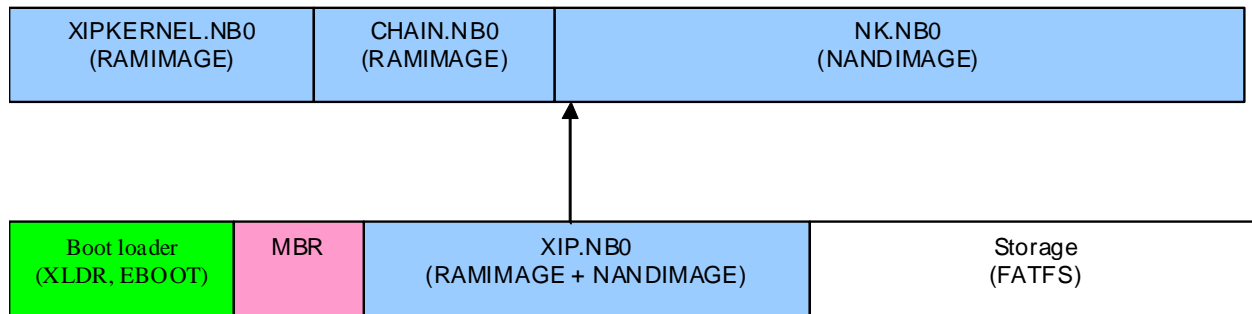 XIPKERNEL.NB0
(RAMIMAGE)
CHAIN.NB0
(RAMIMAGE)
NK.NB0
(NANDIMAGE)
Boot loader
(XLDR, EBOOT)
MBR
XIP.NB0
(RAMIMAGE + NANDIMAGE)
Storage
(FATFS)